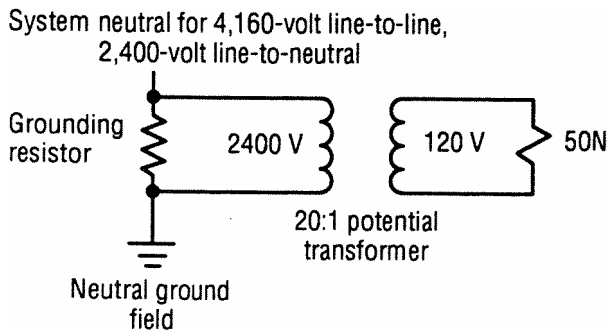 System neutral for 4,160-volt line-to-line,
2,400-volt line-to-neutral
Grounding
resistor
2400 V
120 V
50N
20:1 potential
transformer
Neutral ground
field